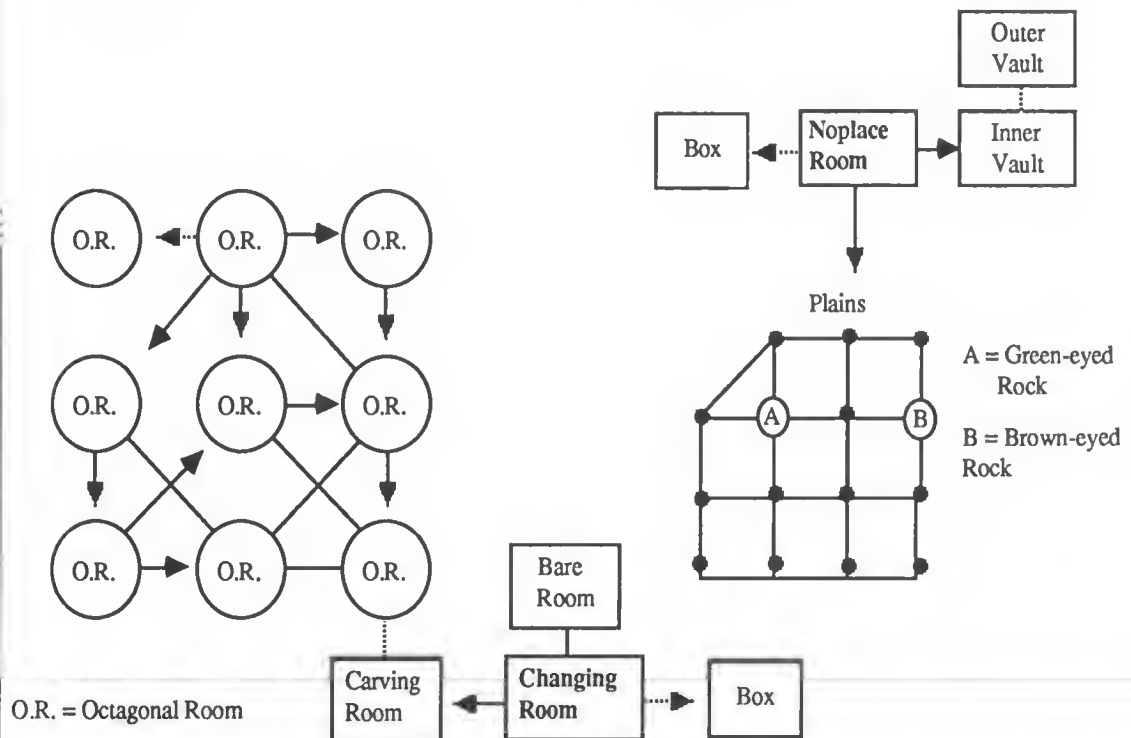 Outer
Vault
Box
Noplace
Room
Inner
Vault
O.R.
O.R.
O.R.
Plains
A = Green-eyed
Rock
B = Brown-eyed
Rock
A
B
O.R.
O.R.
O.R.
O.R.
O.R.
O.R.
Bare
Room
Carving
Room
Changing
Room
Box
O.R. = Octagonal Room